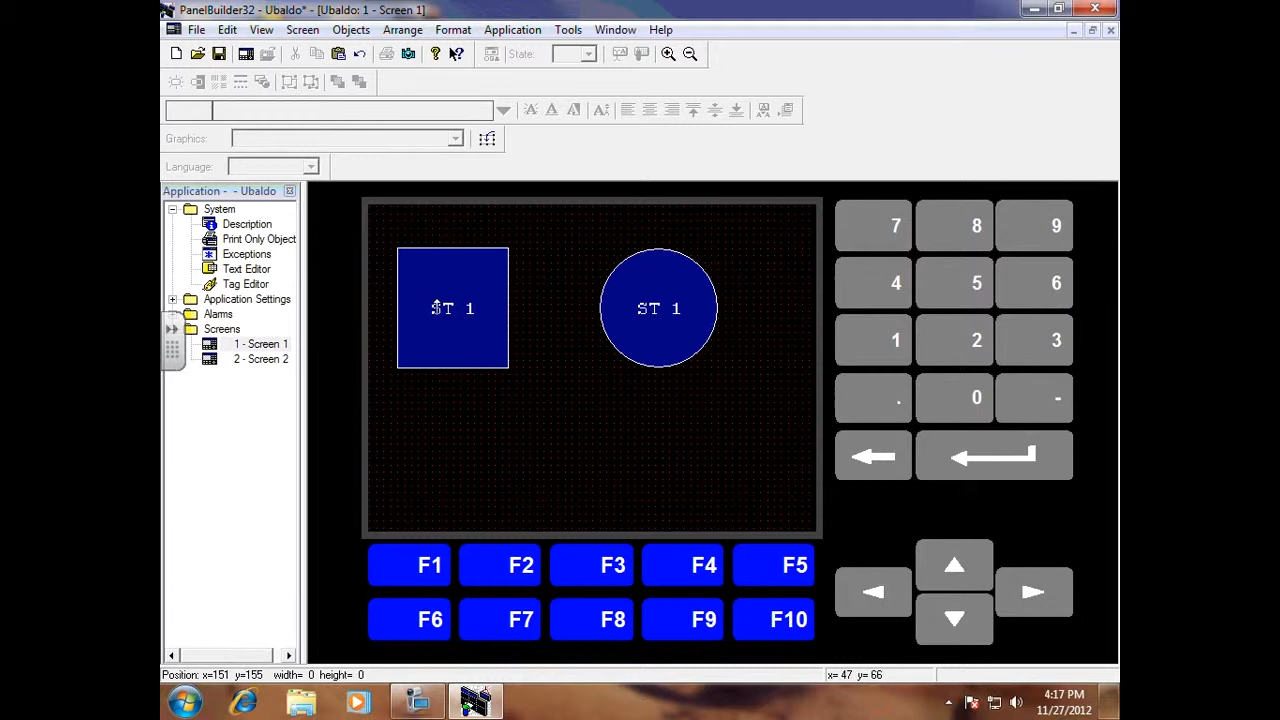 PanelBuilder32 - Ubaldo* - [Ubaldo: 1 - Screen 1]
File Edit View Screen Objects Arrange Format Application Tools Window Help
State:
Graphics:
Language:
Application - - Ubaldo
System
Description
Print Only Object
Exceptions
Text Editor
Tag Editor
Application Settings
Alarms
Screens
1 - Screen 1
2 - Screen 2
ST 1
ST 1
7 8 9
4 5 6
1 2 3
. 0 -
F1 F2 F3 F4 F5
F6 F7 F8 F9 F10
Position: x=151 y=155 width= 0 height= 0
x= 47 y= 66
4:17 PM
11/27/2012